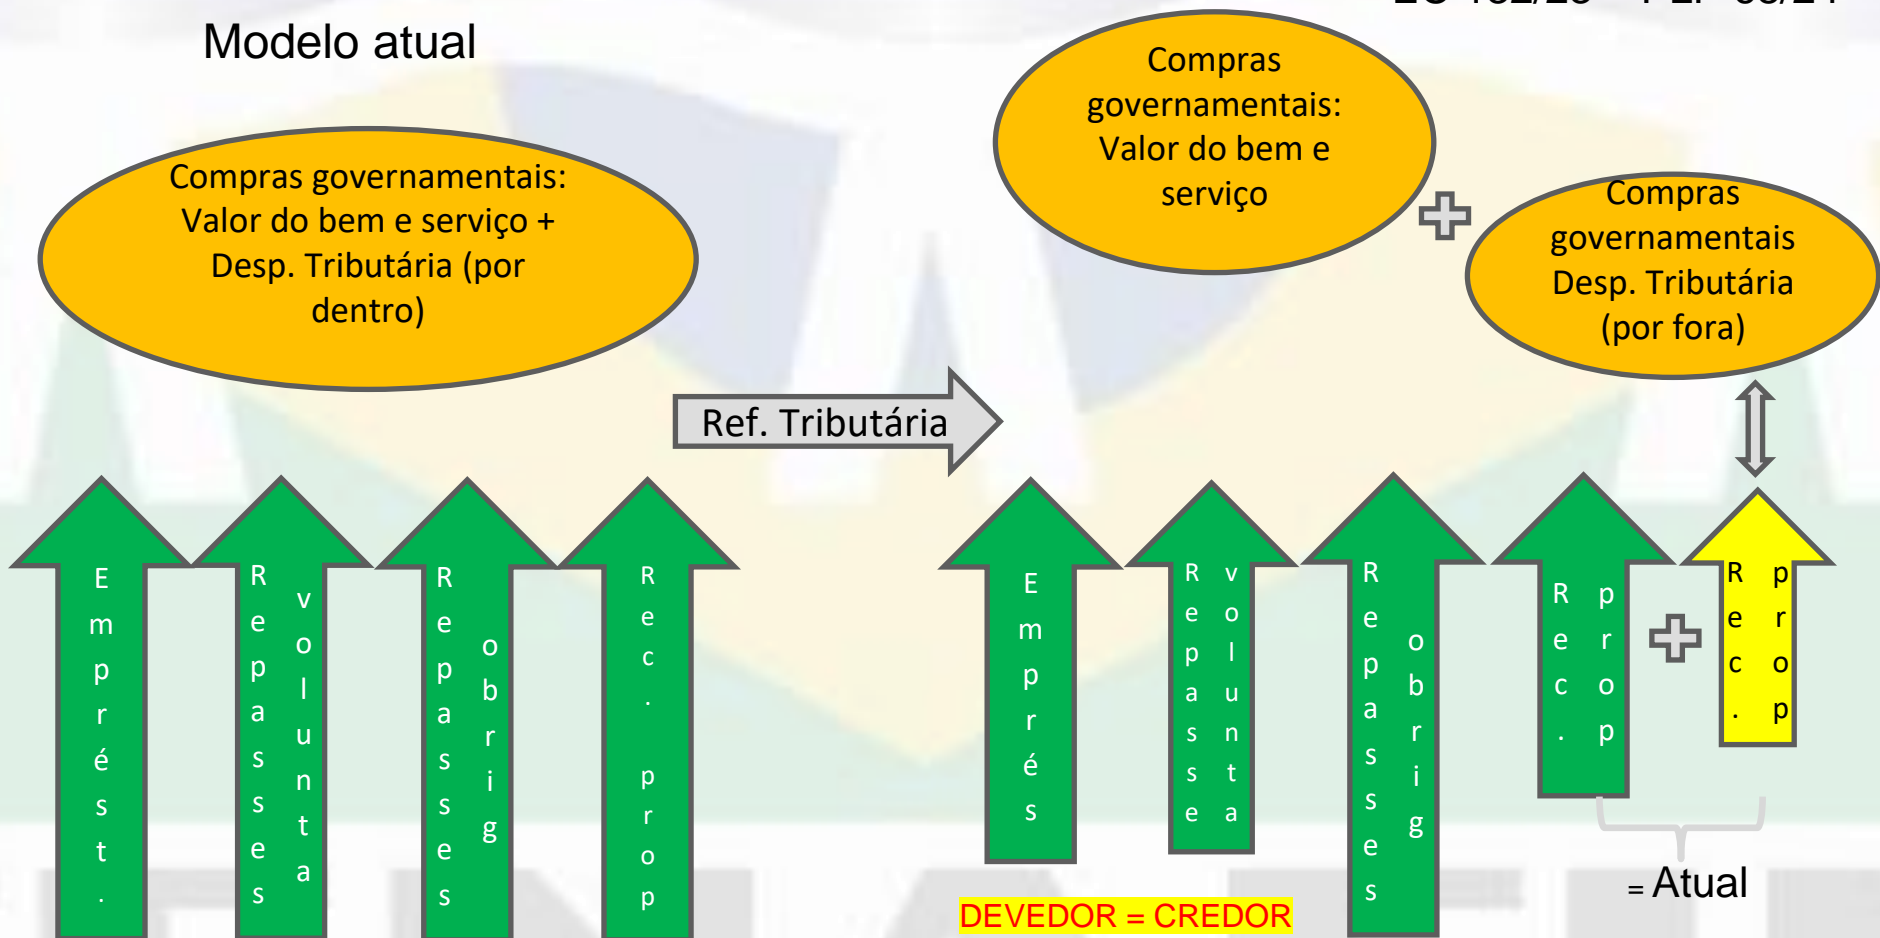 Modelo atual
Compras governamentais:
Valor do bem e serviço +
Desp. Tributária (por
dentro)
Ref. Tributária
Compras
governamentais:
Valor do bem e
serviço
Compras
governamentais
Desp. Tributária
(por fora)
Emprést.
Repasses
volunta
Repasses
obrig
Rec. prop
Emprés
Repasse
volunta
Repasses
obrig
Rec.
prop
Rec.
prop
= Atual
DEVEDOR = CREDOR